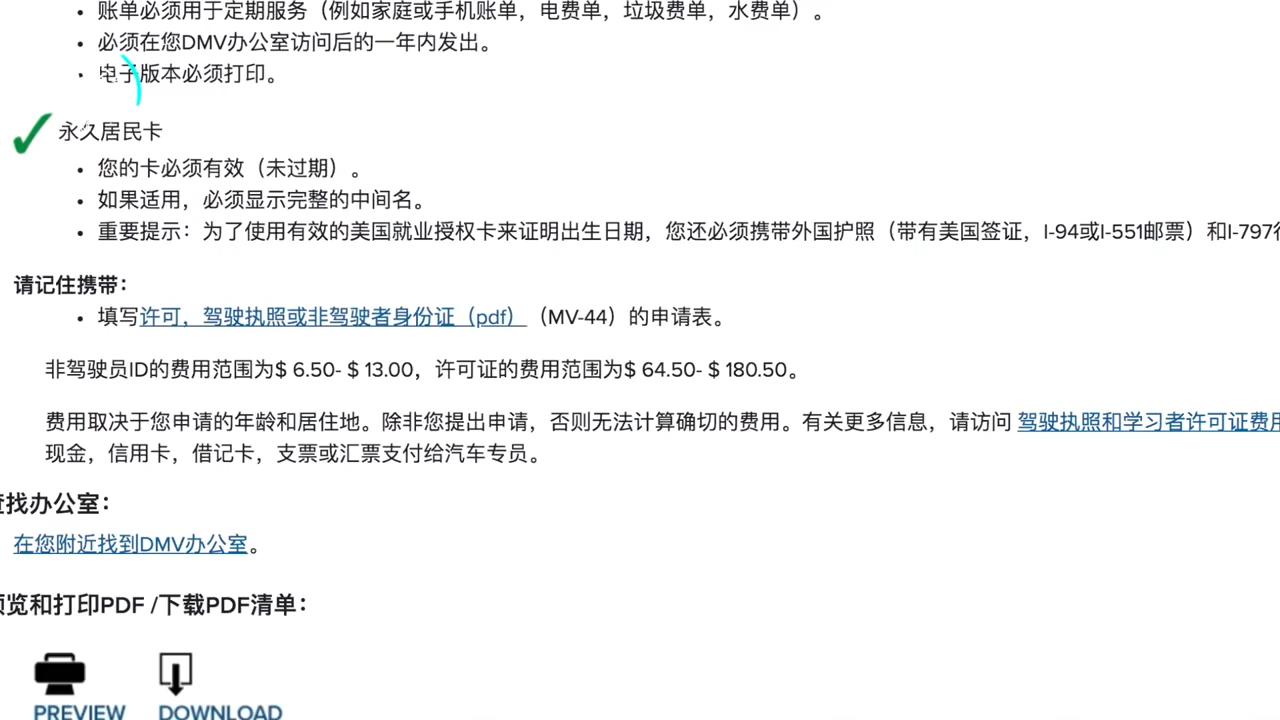 账单必须用于定期服务（例如家庭或手机账单，电费单，垃圾费单，水费单）。
必须在您DMV办公室访问后的一年内发出。
电子版本必须打印。
永久居民卡
您的卡必须有效（未过期）。
如果适用，必须显示完整的中间名。
重要提示：为了使用有效的美国就业授权卡来证明出生日期，您还必须携带外国护照（带有美国签证，I-94或I-551邮票）和I-797
请记住携带：
填写许可，驾驶执照或非驾驶者身份证（pdf）（MV-44）的申请表。
非驾驶员ID的费用范围为$ 6.50- $ 13.00，许可证的费用范围为$ 64.50- $ 180.50。
费用取决于您申请的年龄和居住地。除非您提出申请，否则无法计算确切的费用。有关更多信息，请访问 驾驶执照和学习者许可证费用
现金，信用卡，借记卡，支票或汇票支付给汽车专员。
查找办公室：
在您附近找到DMV办公室。
预览和打印PDF /下载PDF清单：
PREVIEW DOWNLOAD